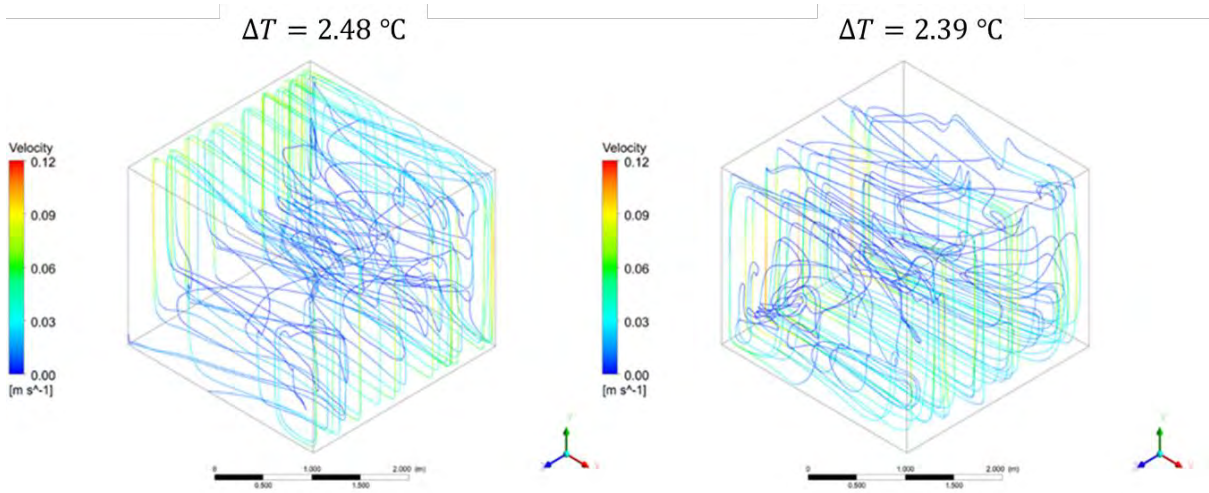 ΔT = 2.48 °C
Velocity
0.12
0.09
0.06
0.03
0.00
[m s^-1]
0
1.000
2.000 (m)
0.500
1.500
ΔT = 2.39 °C
Velocity
0.12
0.09
0.06
0.03
0.00
[m s^-1]
0
1.000
2.000 (m)
0.500
1.500